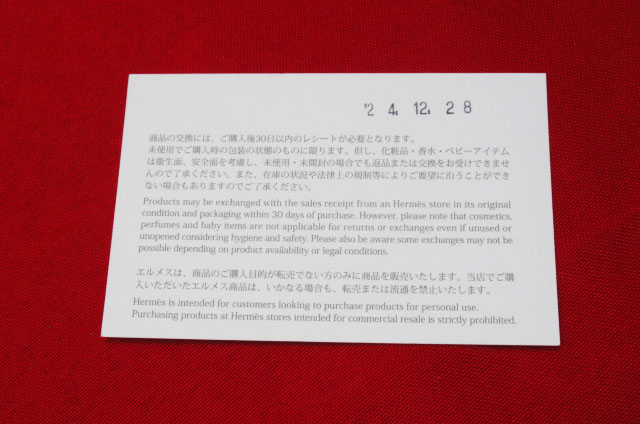 '24. 12. 28
商品の交換には、ご購入後30日以内のレシートが必要となります。
未使用でご購入時の包装の状態のものに限ります。但し、化粧品・香水・ベビーアイテム
は衛生面、安全面を考慮し、未使用・未開封の場合でも返品または交換をお受けできませ
んのでご了承ください。また、在庫の状況や法律上の規制等によりご要望に沿うことができ
ない場合もありますのでご了承ください。
Products may be exchanged with the sales receipt from an Hermès store in its original
condition and packaging within 30 days of purchase. However, please note that cosmetics,
perfumes and baby items are not applicable for returns or exchanges even if unused or
unopened considering hygiene and safety. Please also be aware some exchanges may not be
possible depending on product availability or legal conditions.
エルメスは、商品のご購入目的が転売でない方のみに商品を販売いたします。当店でご購
入いただいたエルメス商品は、いかなる場合も、転売または流通を禁止いたします。
Hermès is intended for customers looking to purchase products for personal use.
Purchasing products at Hermès stores intended for commercial resale is strictly prohibited.